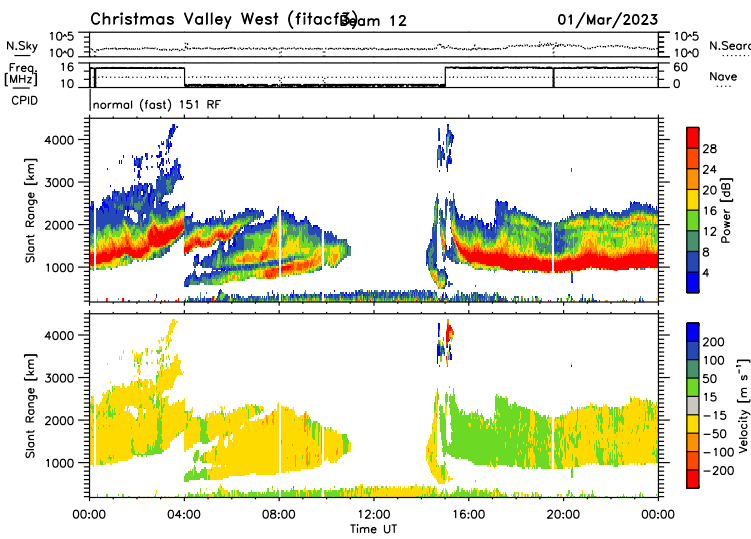 Christmas Valley West (fitacf3) Beam 12 01/Mar/2023
10^5 10^5
N.Sky N.Searc
10^0 10^0
Freq. 16 60
[MHz] Nave
10 0
CPID normal (fast) 151 RF
4000
3000
2000
1000
Slant Range [km]
28
24
20
16
12
8
4
Power [dB]
4000
3000
2000
1000
Slant Range [km]
200
100
50
15
-15
-50
-100
-200
Velocity [m s⁻¹]
00:00 04:00 08:00 12:00 16:00 20:00 00:00
Time UT